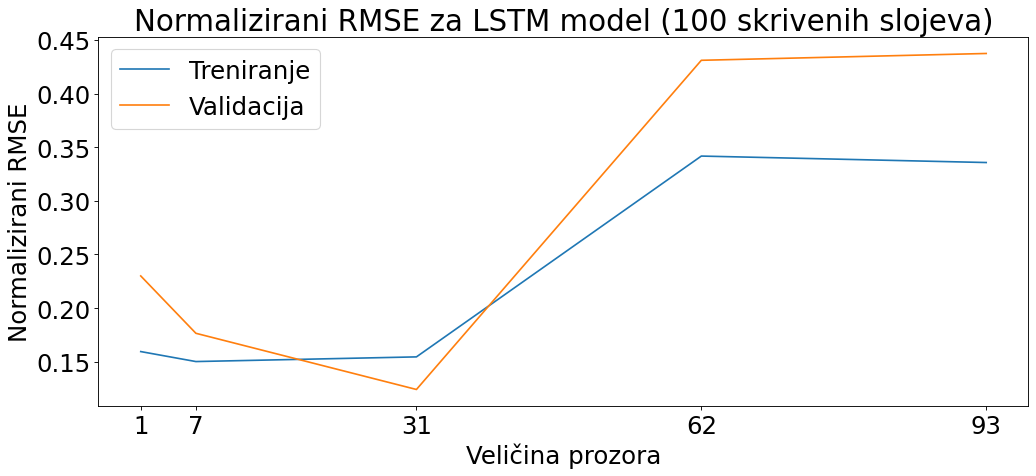 Normalizirani RMSE za LSTM model (100 skrivenih slojeva)
Normalizirani RMSE
0.45
0.40
0.35
0.30
0.25
0.20
0.15
Treniranje
Validacija
1 7 31 62 93
Veličina prozora